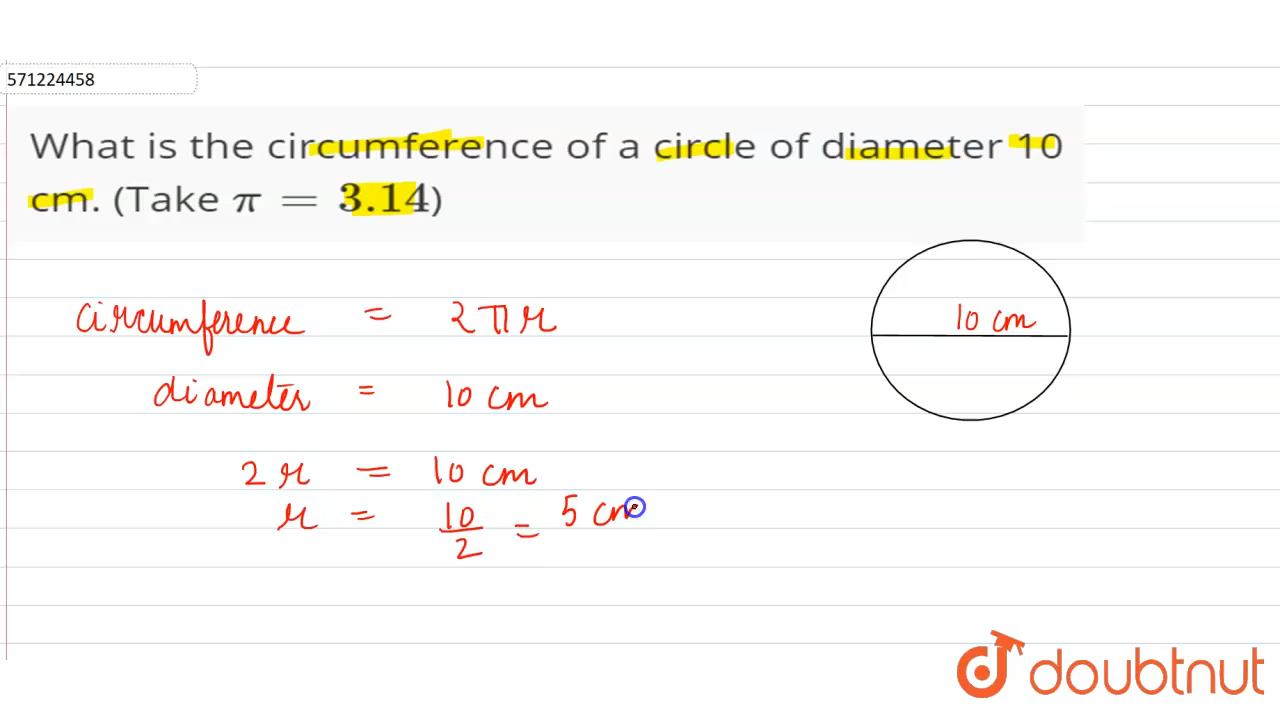 571224458
What is the circumference of a circle of diameter 10
cm. (Take π = 3.14)
circumference = 2πr
10 cm
diameter = 10 cm
2r = 10 cm
r = 10/2 = 5 cm
doubtnut